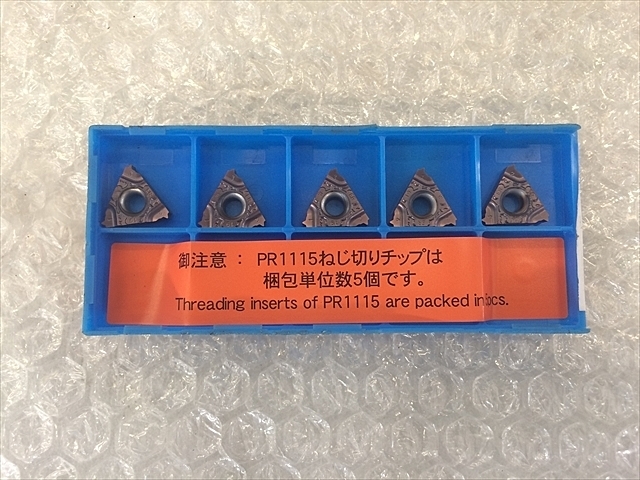 御注意 : PR1115ねじ切りチップは
梱包単位数5個です。
Threading inserts of PR1115 are packed in